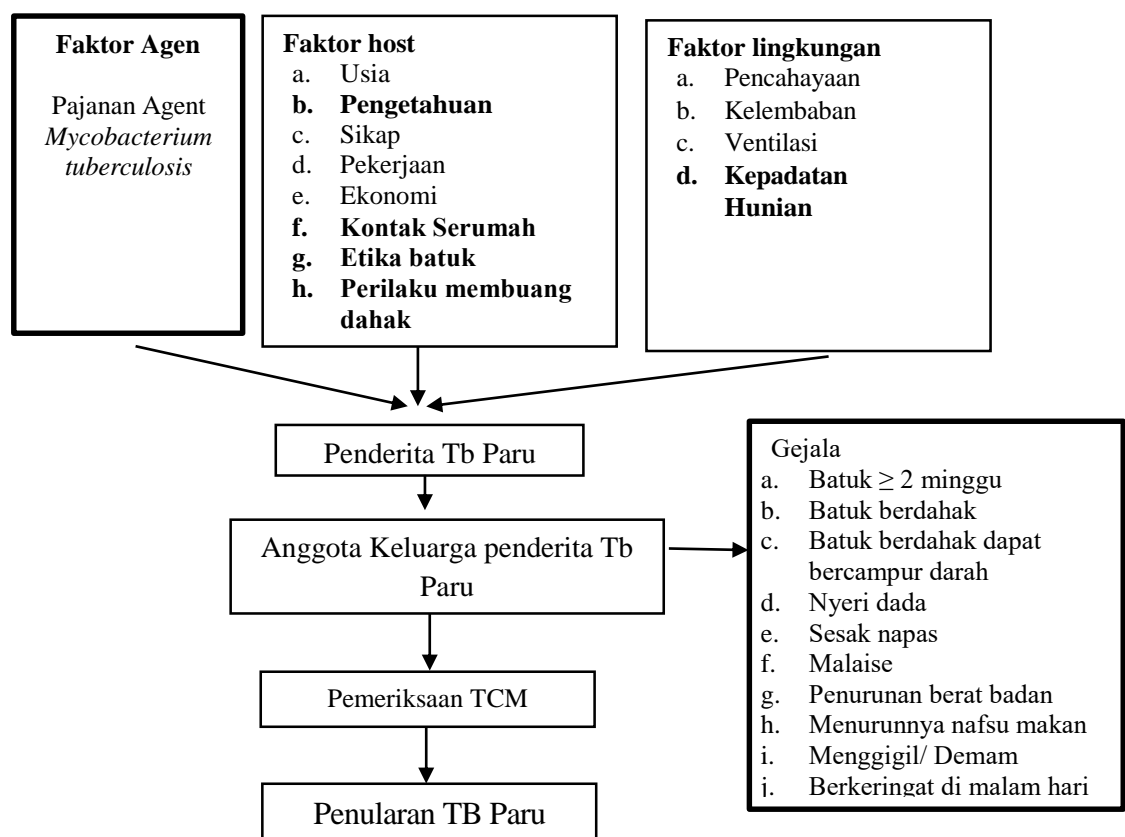 Faktor Agen
Pajanan Agent
Mycobacterium
tuberculosis
Faktor host
a. Usia
b. Pengetahuan
c. Sikap
d. Pekerjaan
e. Ekonomi
f. Kontak Serumah
g. Etika batuk
h. Perilaku membuang
dahak
Faktor lingkungan
a. Pencahayaan
b. Kelembaban
c. Ventilasi
d. Kepadatan
Hunian
Penderita Tb Paru
Anggota Keluarga penderita Tb
Paru
Gejala
a. Batuk ≥ 2 minggu
b. Batuk berdahak
c. Batuk berdahak dapat
bercampur darah
d. Nyeri dada
e. Sesak napas
f. Malaise
g. Penurunan berat badan
h. Menurunnya nafsu makan
i. Menggigil/ Demam
j. Berkeringat di malam hari
Pemeriksaan TCM
Penularan TB Paru